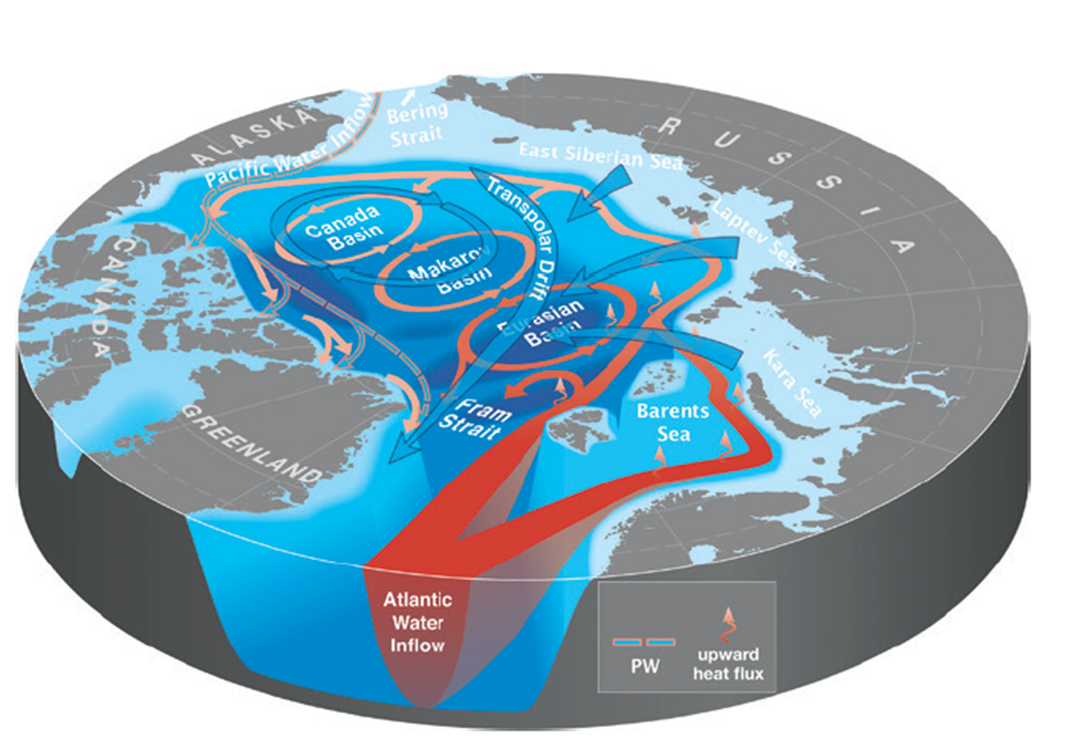 ALASKA
Pacific Water Inflow
Bering
Strait
RUSSIA
East Siberian Sea
Laptev Sea
Kara Sea
Transpolar Drift
Canada
Basin
Makarov
Basin
Eurasian
Basin
CANADA
GREENLAND
Fram
Strait
Barents
Sea
Atlantic
Water
Inflow
PW
upward
heat flux